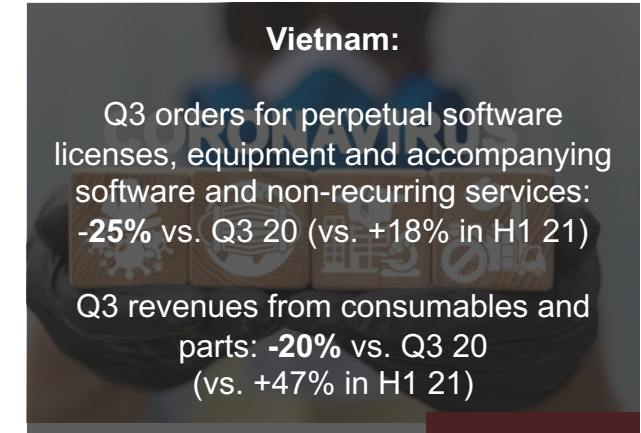 Vietnam:
Q3 orders for perpetual software
licenses, equipment and accompanying
software and non-recurring services:
-25% vs. Q3 20 (vs. +18% in H1 21)
Q3 revenues from consumables and
parts: -20% vs. Q3 20
(vs. +47% in H1 21)
CORONAVIRUS